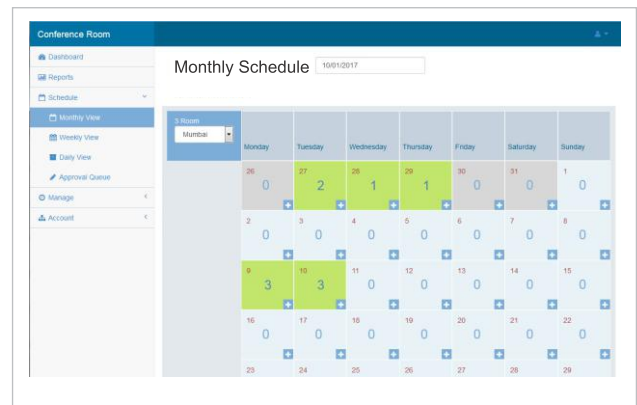 Conference Room
Dashboard
Reports
Schedule
Monthly View
Weekly View
Daily View
Approval Queue
Manage
Account
Monthly Schedule 10/01/2017
3 Room
Mumbai
Monday Tuesday Wednesday Thursday Friday Saturday Sunday
26 27 28 29 30 31 1
0 2 1 1 0 0 0
2 3 4 5 6 7 8
0 0 0 0 0 0 0
9 10 11 12 13 14 15
3 3 0 0 0 0 0
16 17 18 19 20 21 22
0 0 0 0 0 0 0
23 24 25 26 27 28 29